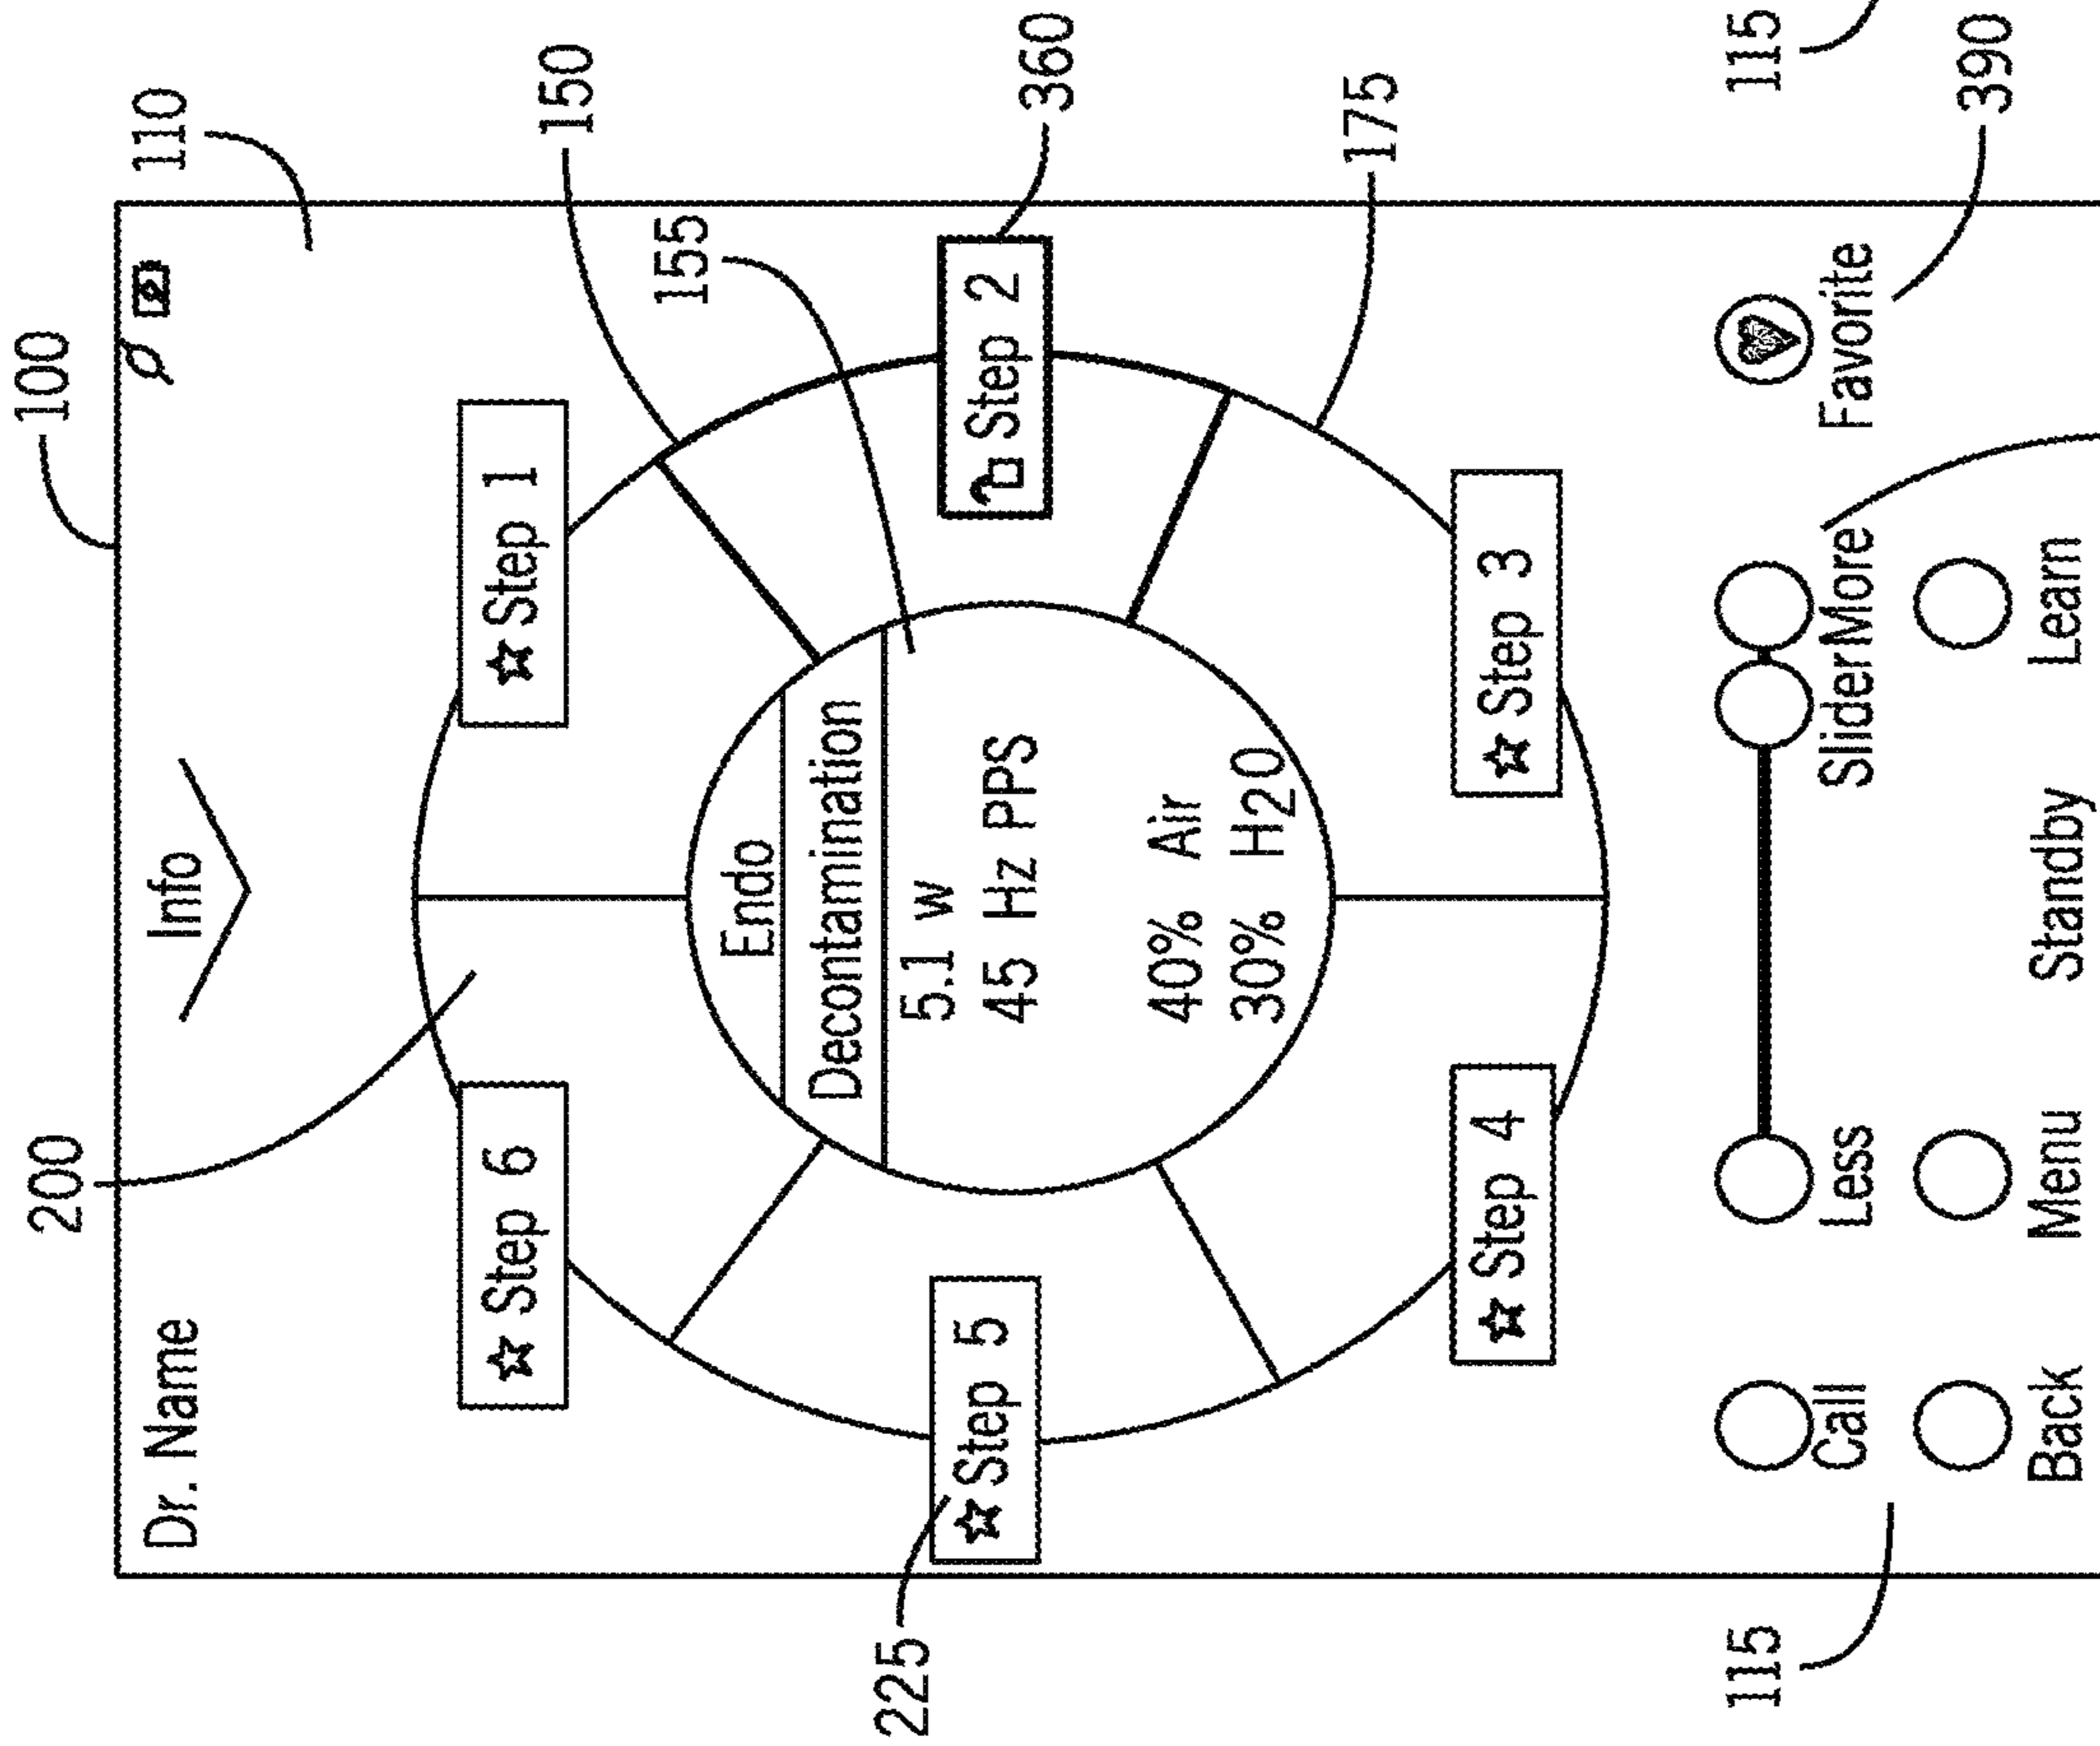 200
100
Dr. Name
Info
110
Step 6
Step 1
150
155
Endo
Decontamination
225
5.1 w
Step 5
45 Hz PPS
Step 2
360
40% Air
30% H20
175
Step 4
Step 3
115
115
Call
Less
Slider
More
Favorite
390
Back
Menu
Standby
Learn